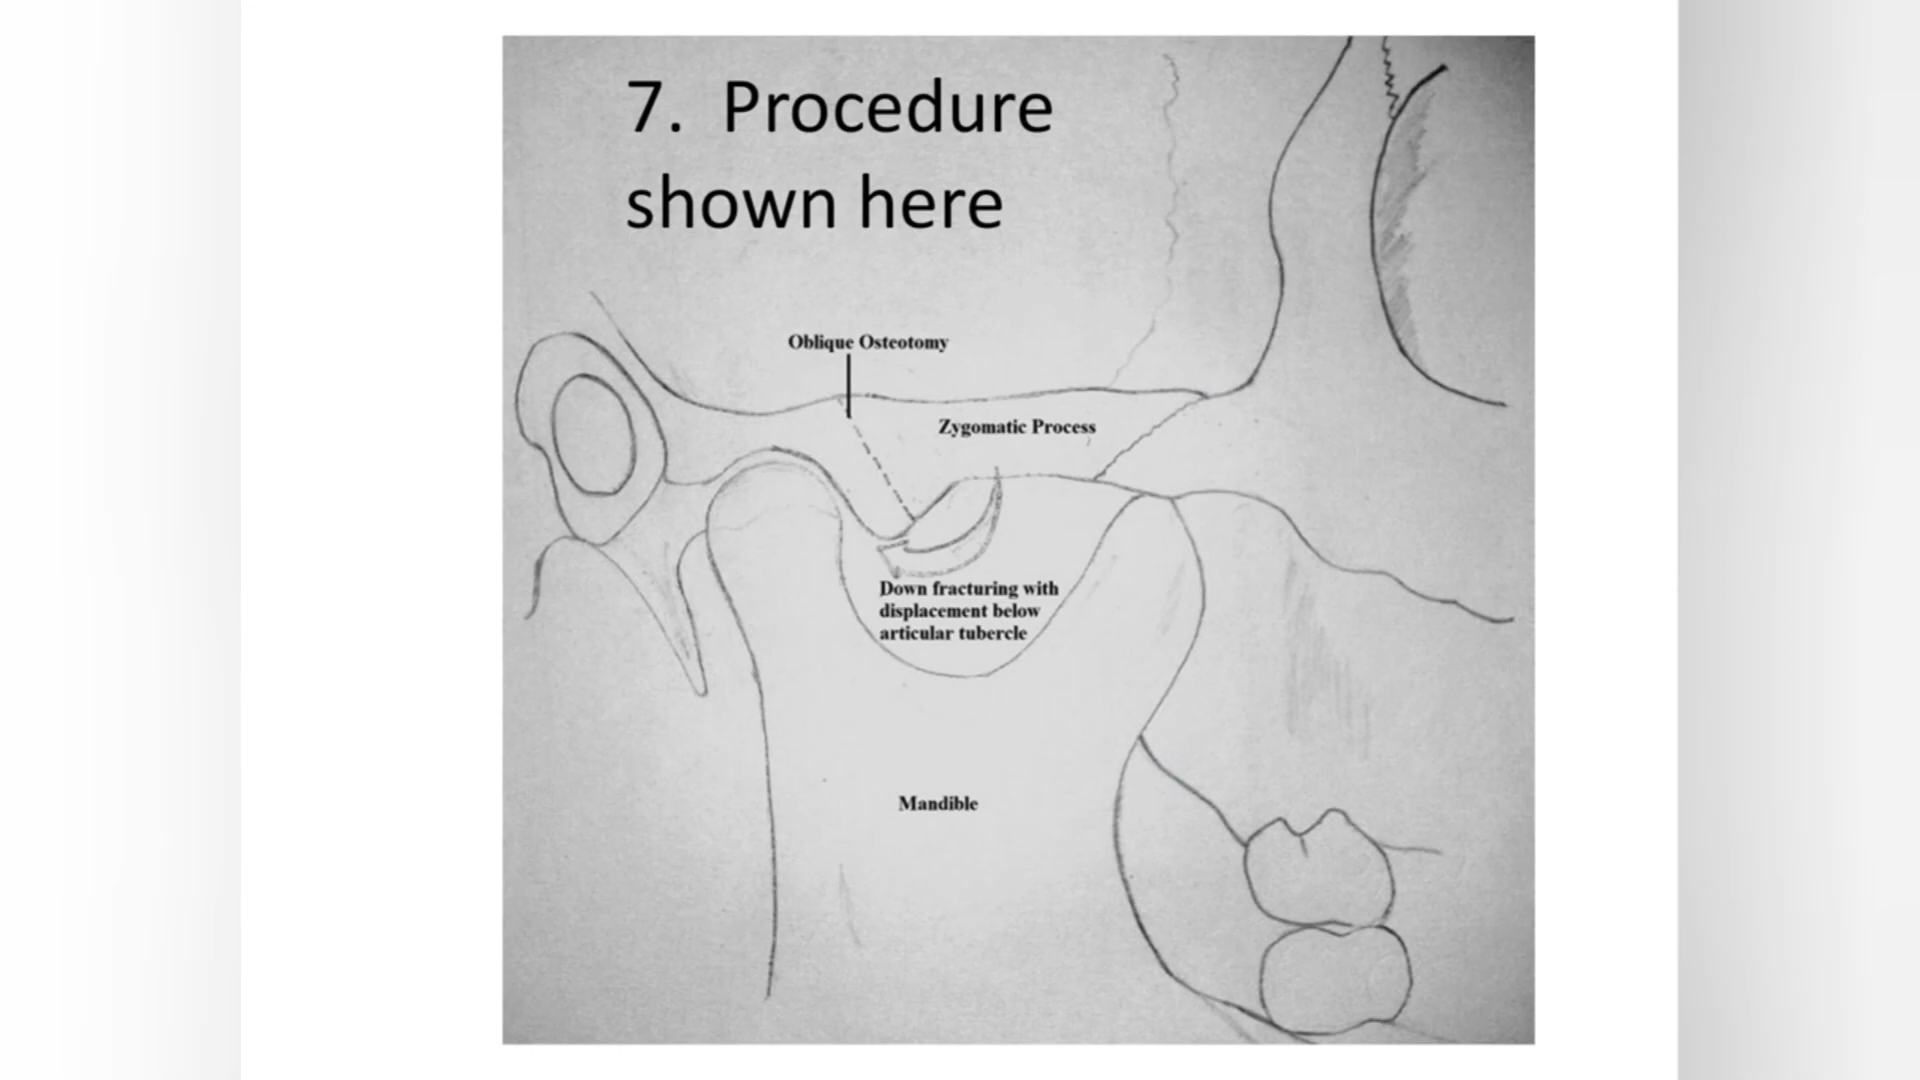 7. Procedure
shown here
Oblique Osteotomy
Zygomatic Process
Down fracturing with
displacement below
articular tubercle
Mandible